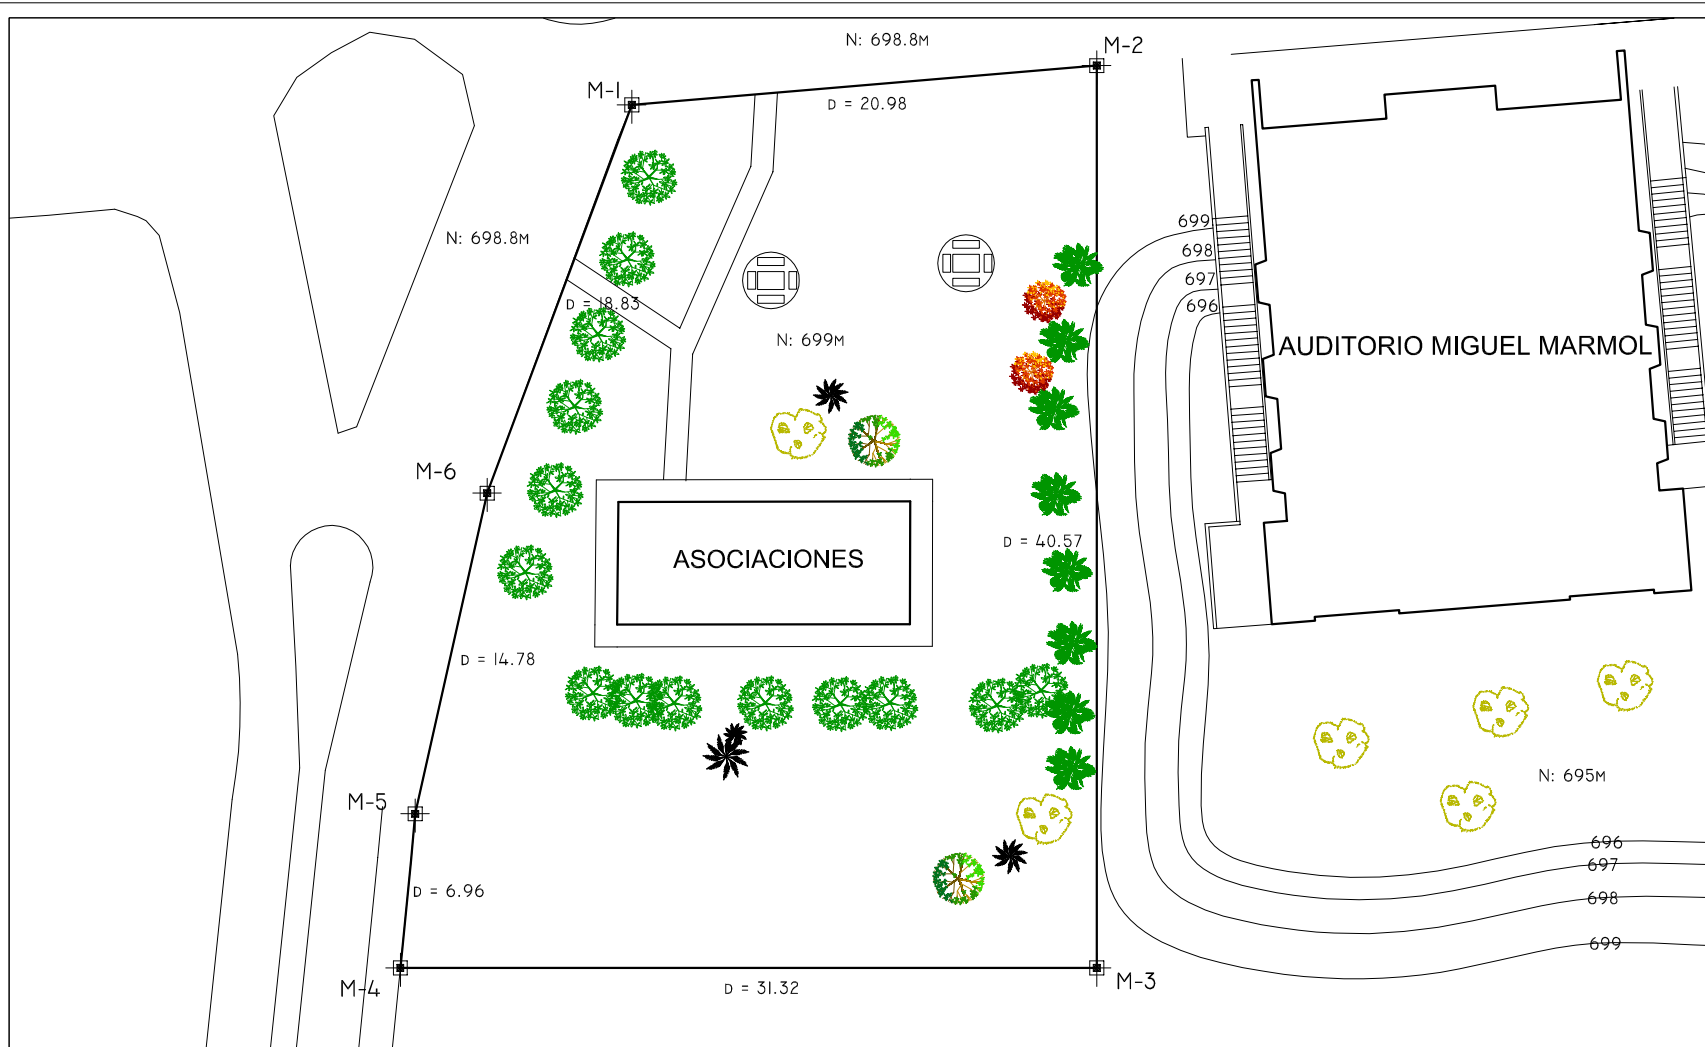 N: 698.8M
M-2
M-1
D = 20.98
699
N: 698.8M
698
697
D = 18.83
696
N: 699M
AUDITORIO MIGUEL MARMOL
M-6
D = 40.57
ASOCIACIONES
D = 14.78
N: 695M
M-5
696
697
D = 6.96
698
699
M-4
D = 31.32
M-3